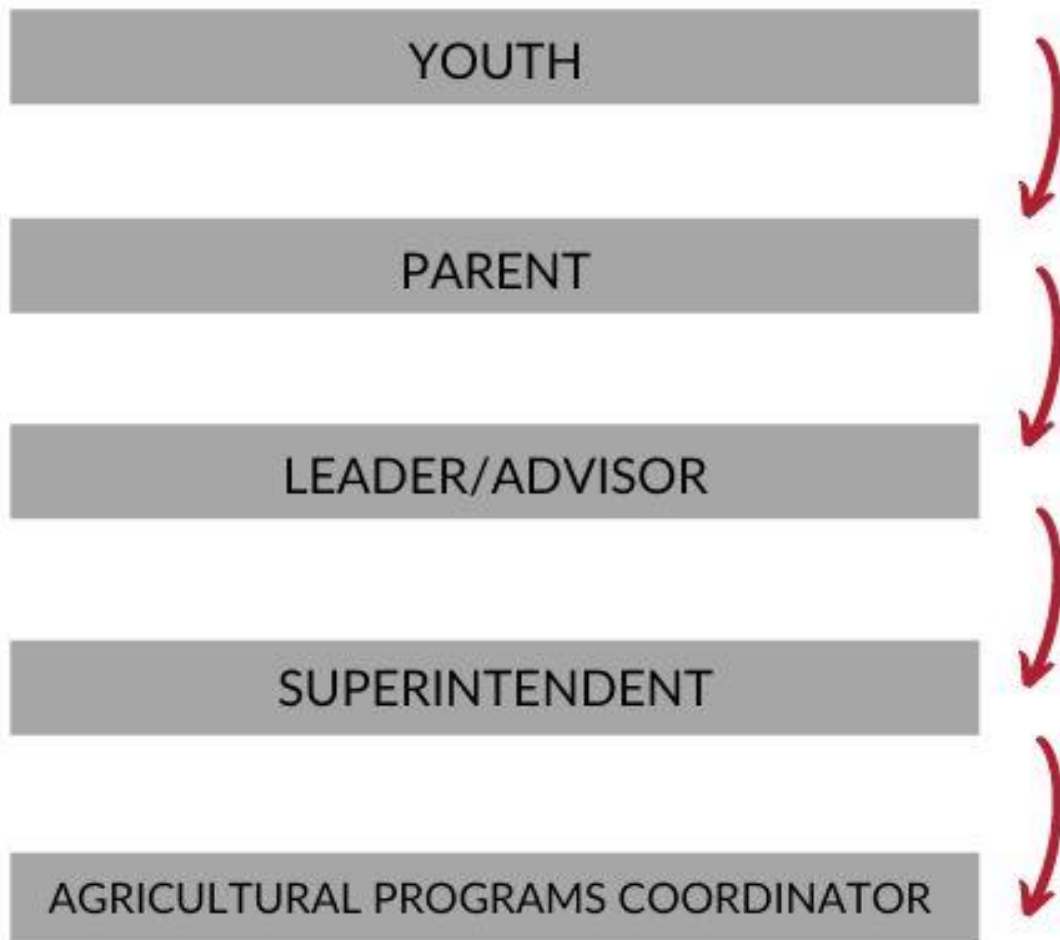 YOUTH
PARENT
LEADER/ADVISOR
SUPERINTENDENT
AGRICULTURAL PROGRAMS COORDINATOR